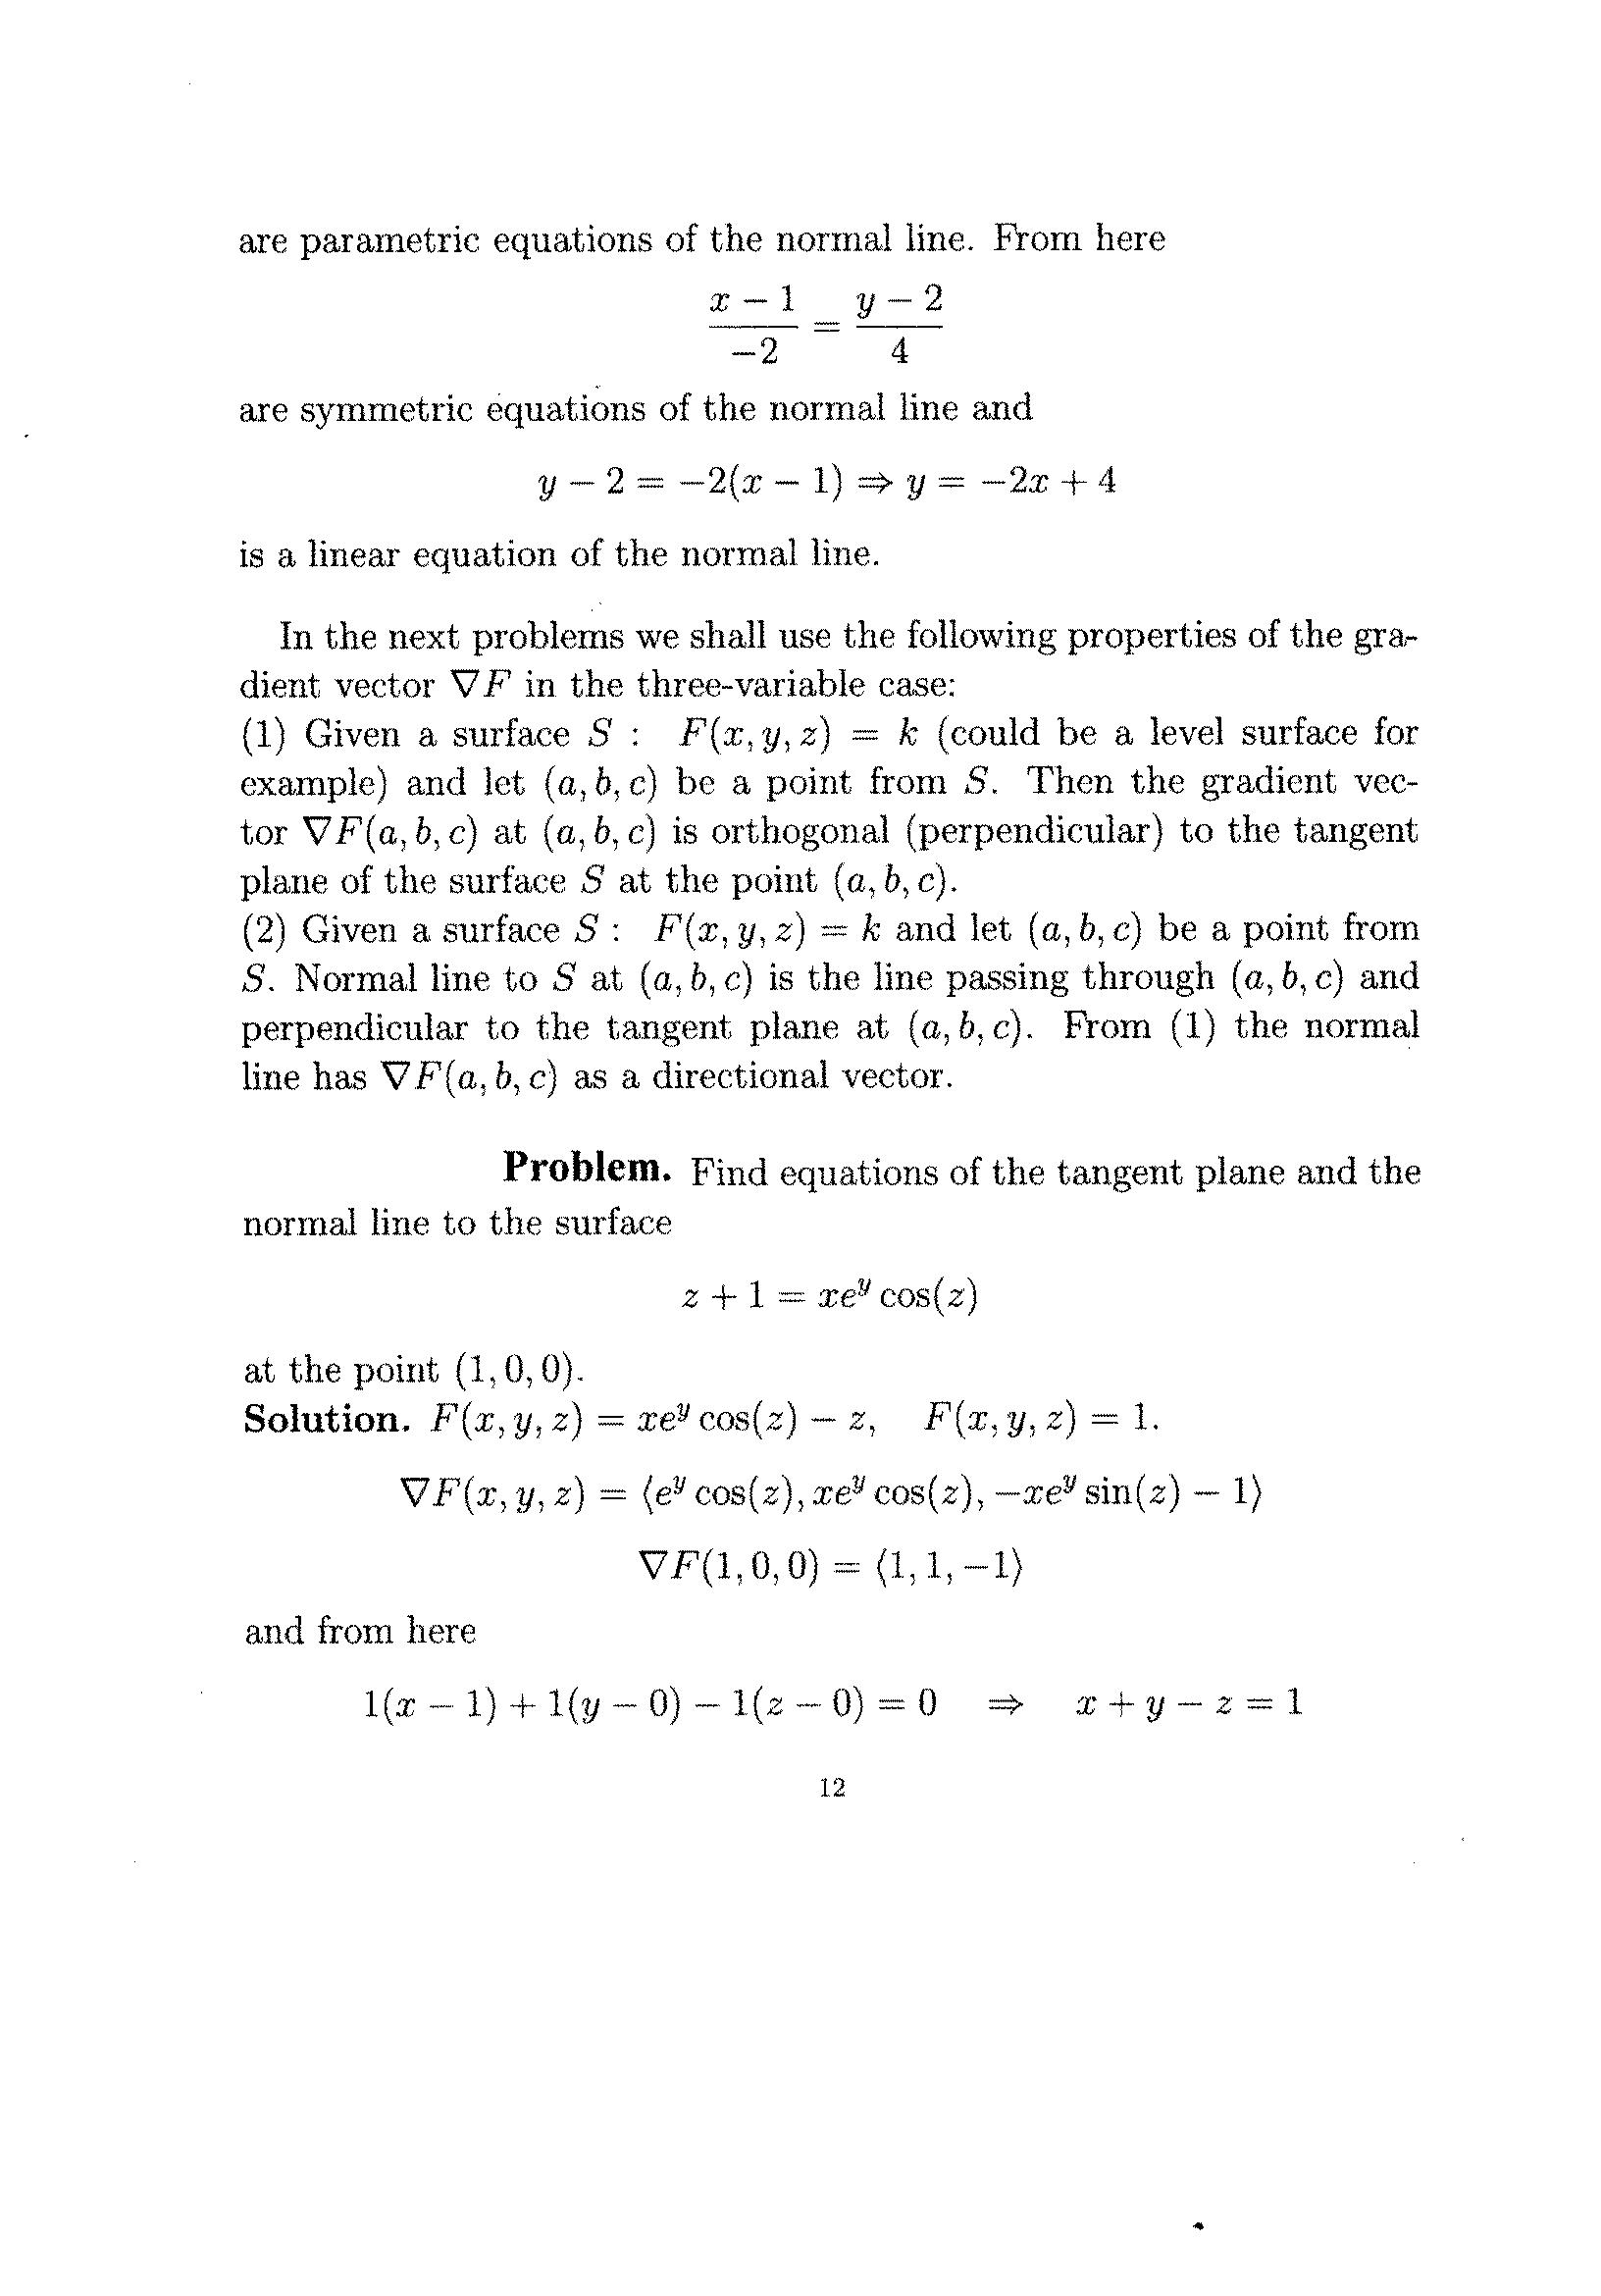 are parametric equations of the normal line. From here
x − 1 / −2 = y − 2 / 4
are symmetric equations of the normal line and
y − 2 = −2(x − 1) ⇒ y = −2x + 4
is a linear equation of the normal line.
In the next problems we shall use the following properties of the gra-
dient vector ∇F in the three-variable case:
(1) Given a surface S : F(x, y, z) = k (could be a level surface for
example) and let (a, b, c) be a point from S. Then the gradient vec-
tor ∇F(a, b, c) at (a, b, c) is orthogonal (perpendicular) to the tangent
plane of the surface S at the point (a, b, c).
(2) Given a surface S : F(x, y, z) = k and let (a, b, c) be a point from
S. Normal line to S at (a, b, c) is the line passing through (a, b, c) and
perpendicular to the tangent plane at (a, b, c). From (1) the normal
line has ∇F(a, b, c) as a directional vector.
Problem. Find equations of the tangent plane and the
normal line to the surface
z + 1 = xe^y cos(z)
at the point (1, 0, 0).
Solution. F(x, y, z) = xe^y cos(z) − z, F(x, y, z) = 1.
∇F(x, y, z) = ⟨e^y cos(z), xe^y cos(z), −xe^y sin(z) − 1⟩
∇F(1, 0, 0) = ⟨1, 1, −1⟩
and from here
1(x − 1) + 1(y − 0) − 1(z − 0) = 0 ⇒ x + y − z = 1
12